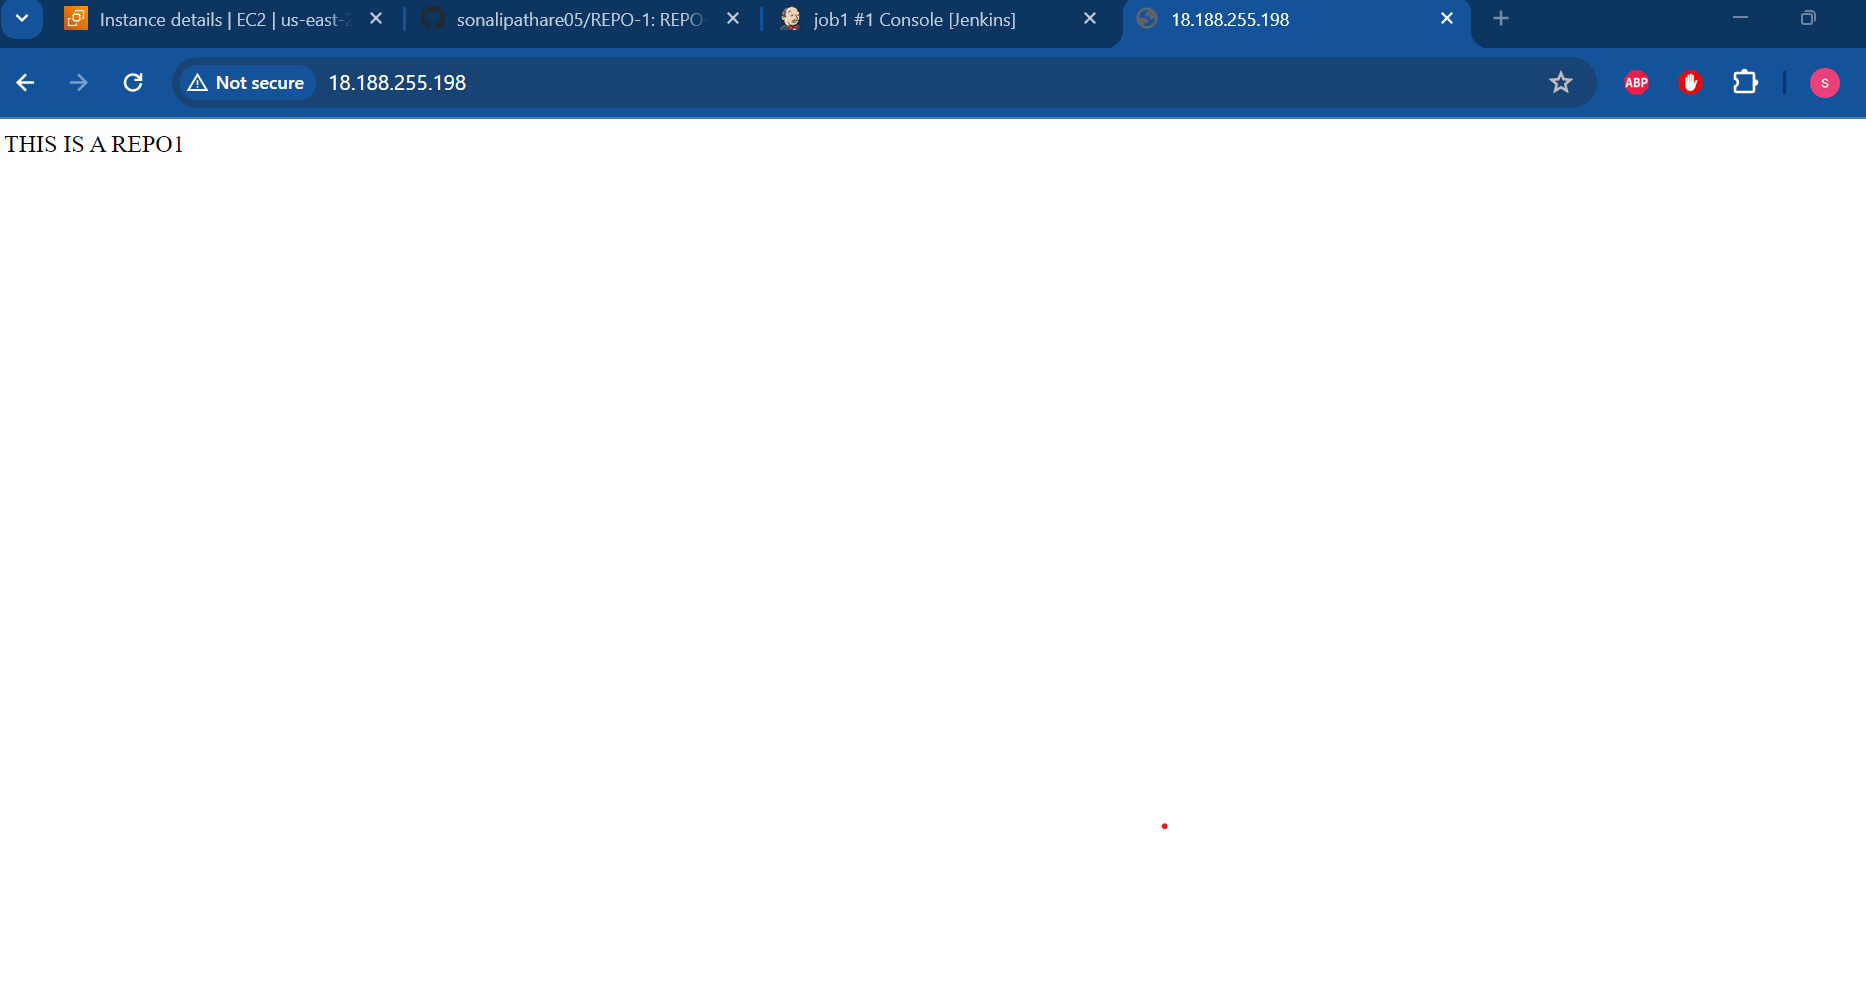 Instance details | EC2 | us-east-2
sonalipathare05/REPO-1: REPO-
job1 #1 Console [Jenkins]
18.188.255.198
Not secure
18.188.255.198
ABP
S
THIS IS A REPO1